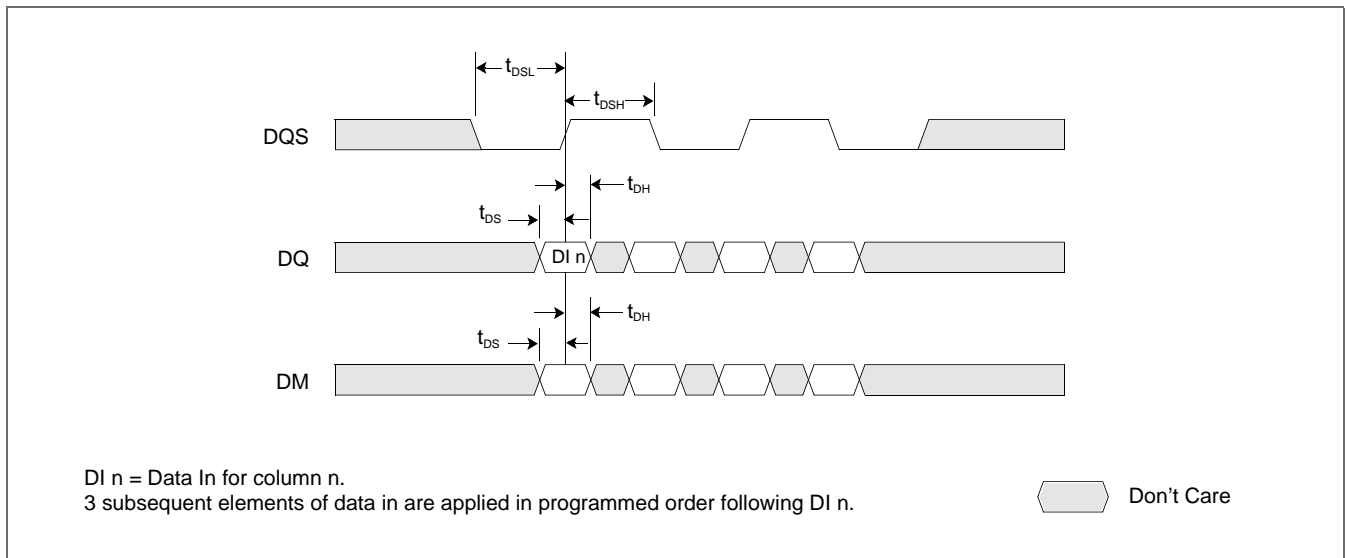 tDSL
tDSH
DQS
tDH
tDS
DQ
DI n
tDH
tDS
DM
DI n = Data In for column n.
3 subsequent elements of data in are applied in programmed order following DI n.
Don't Care